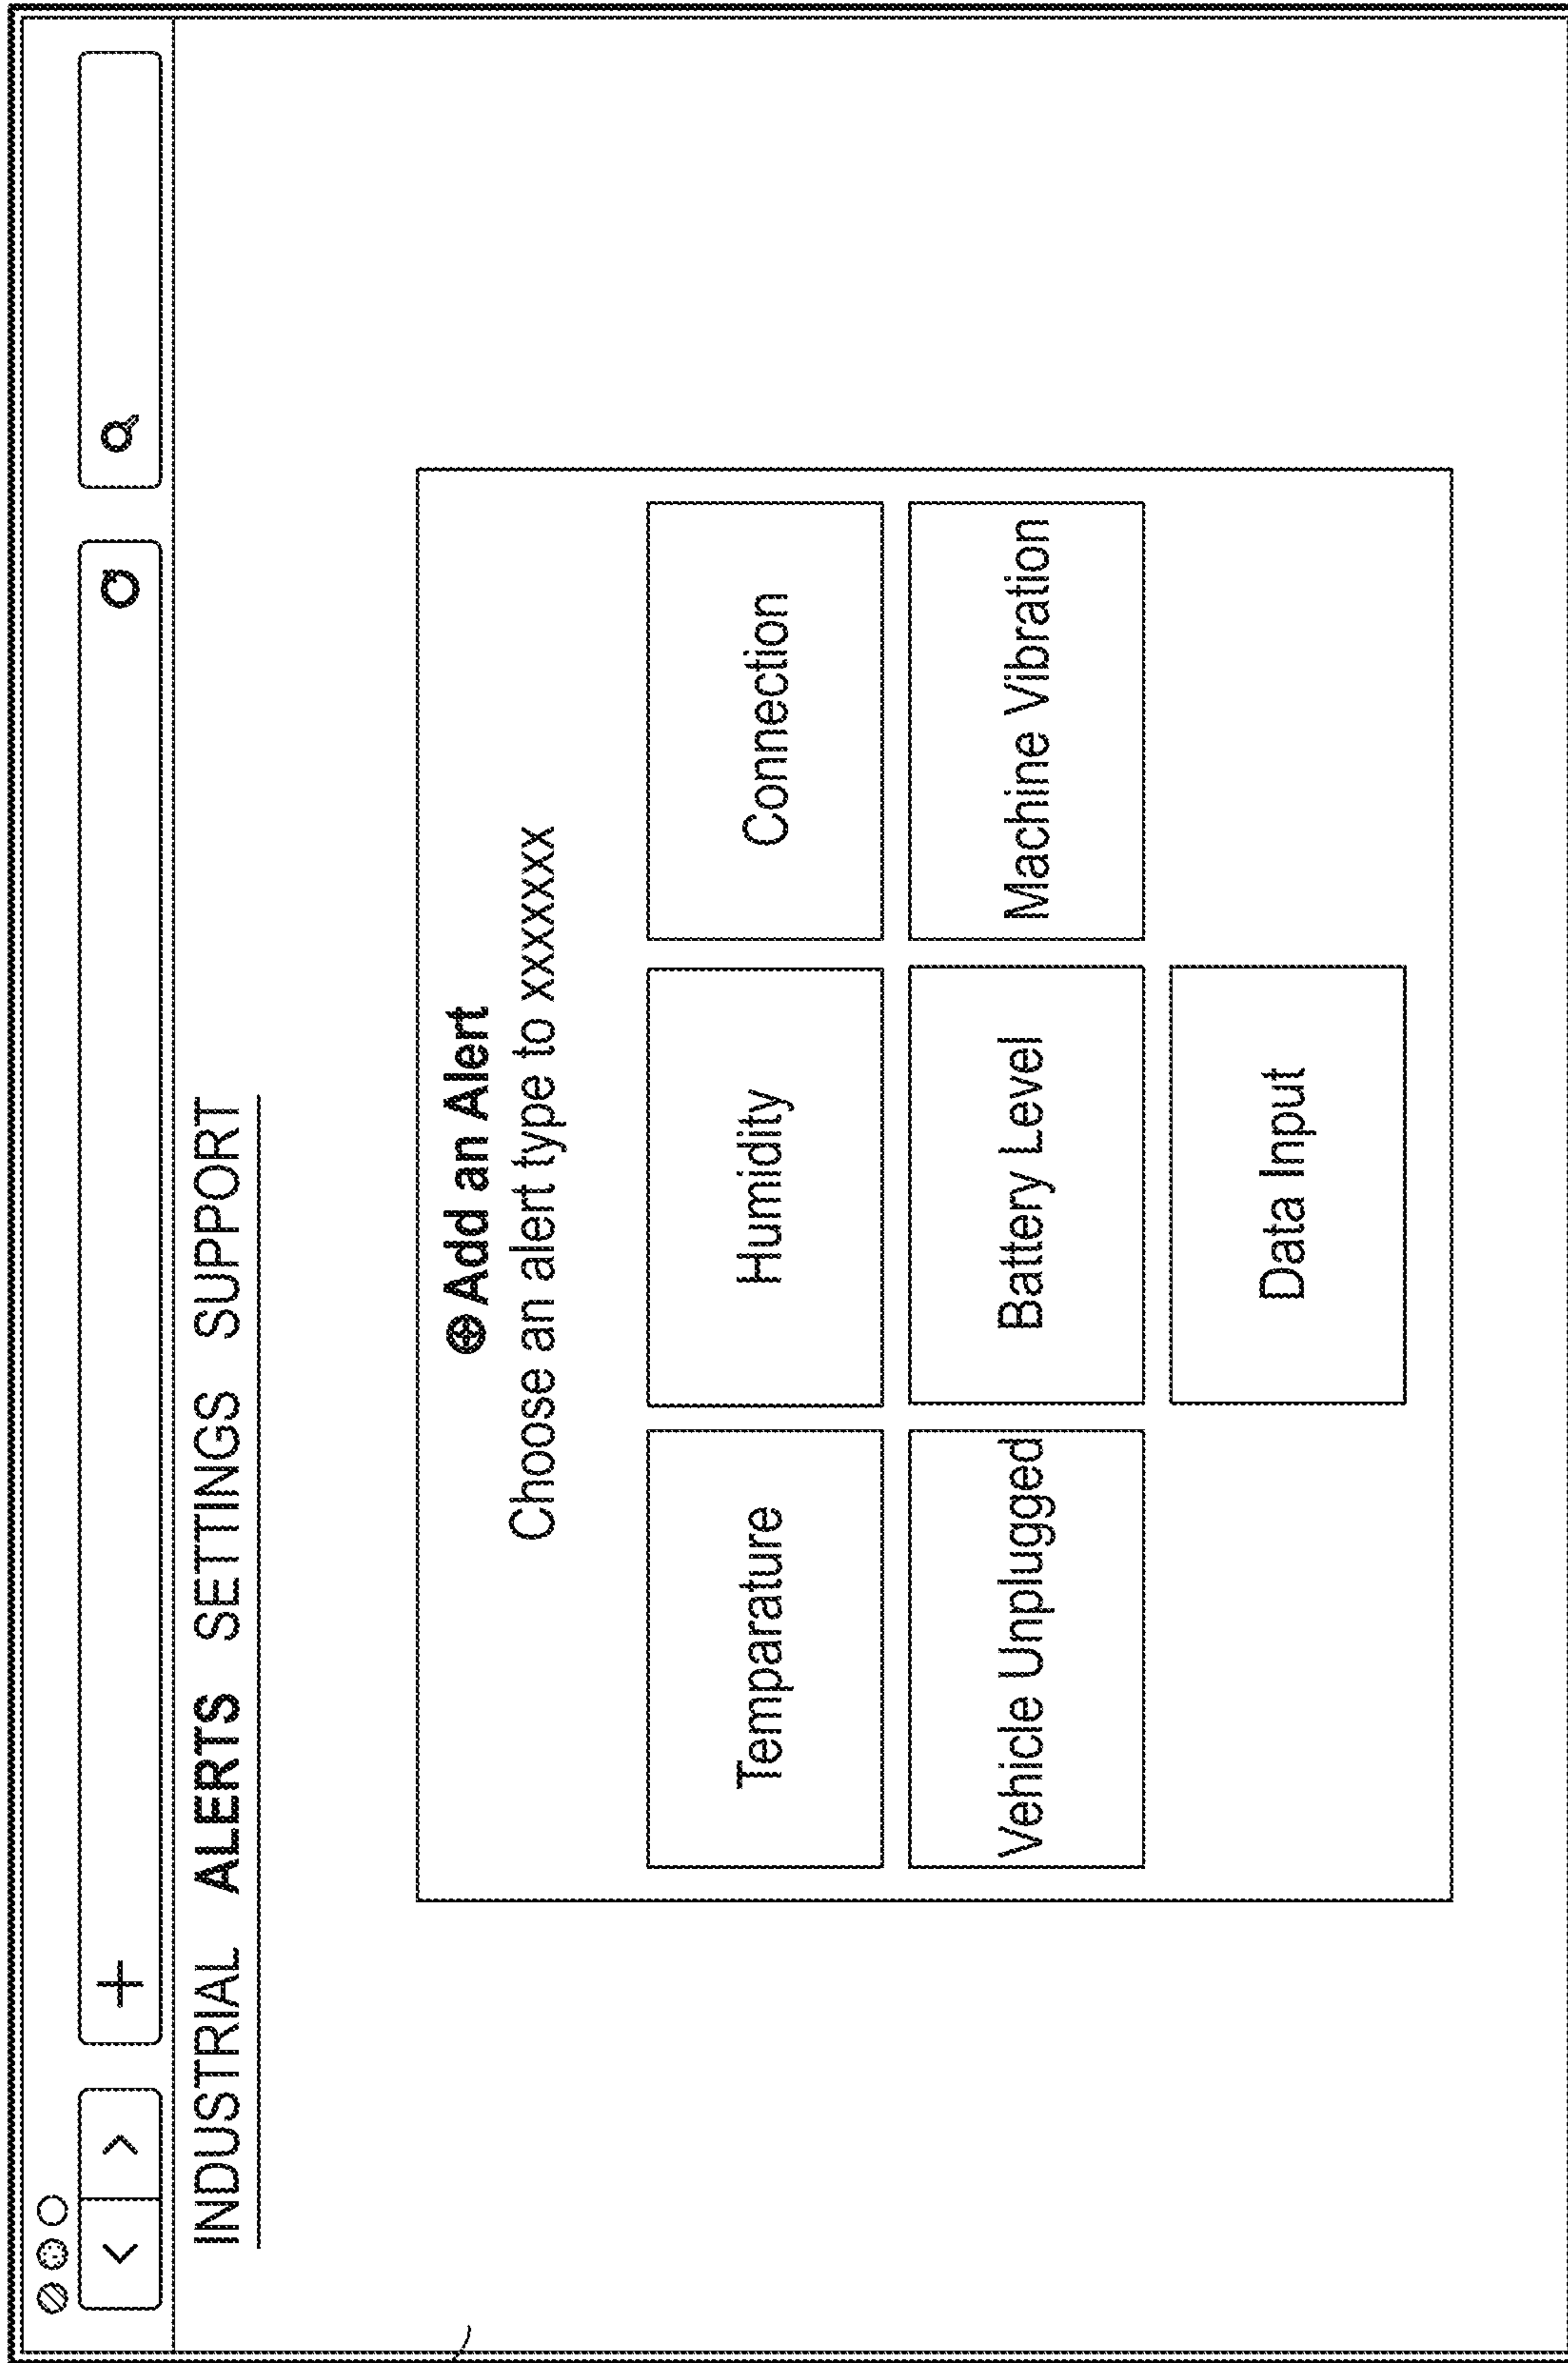 INDUSTRIAL ALERTS SETTINGS SUPPORT
Add an Alert
Choose an alert type to xxxxxxx
Temparature Humidity Connection
Vehicle Unplugged Battery Level Machine Vibration
Data Input